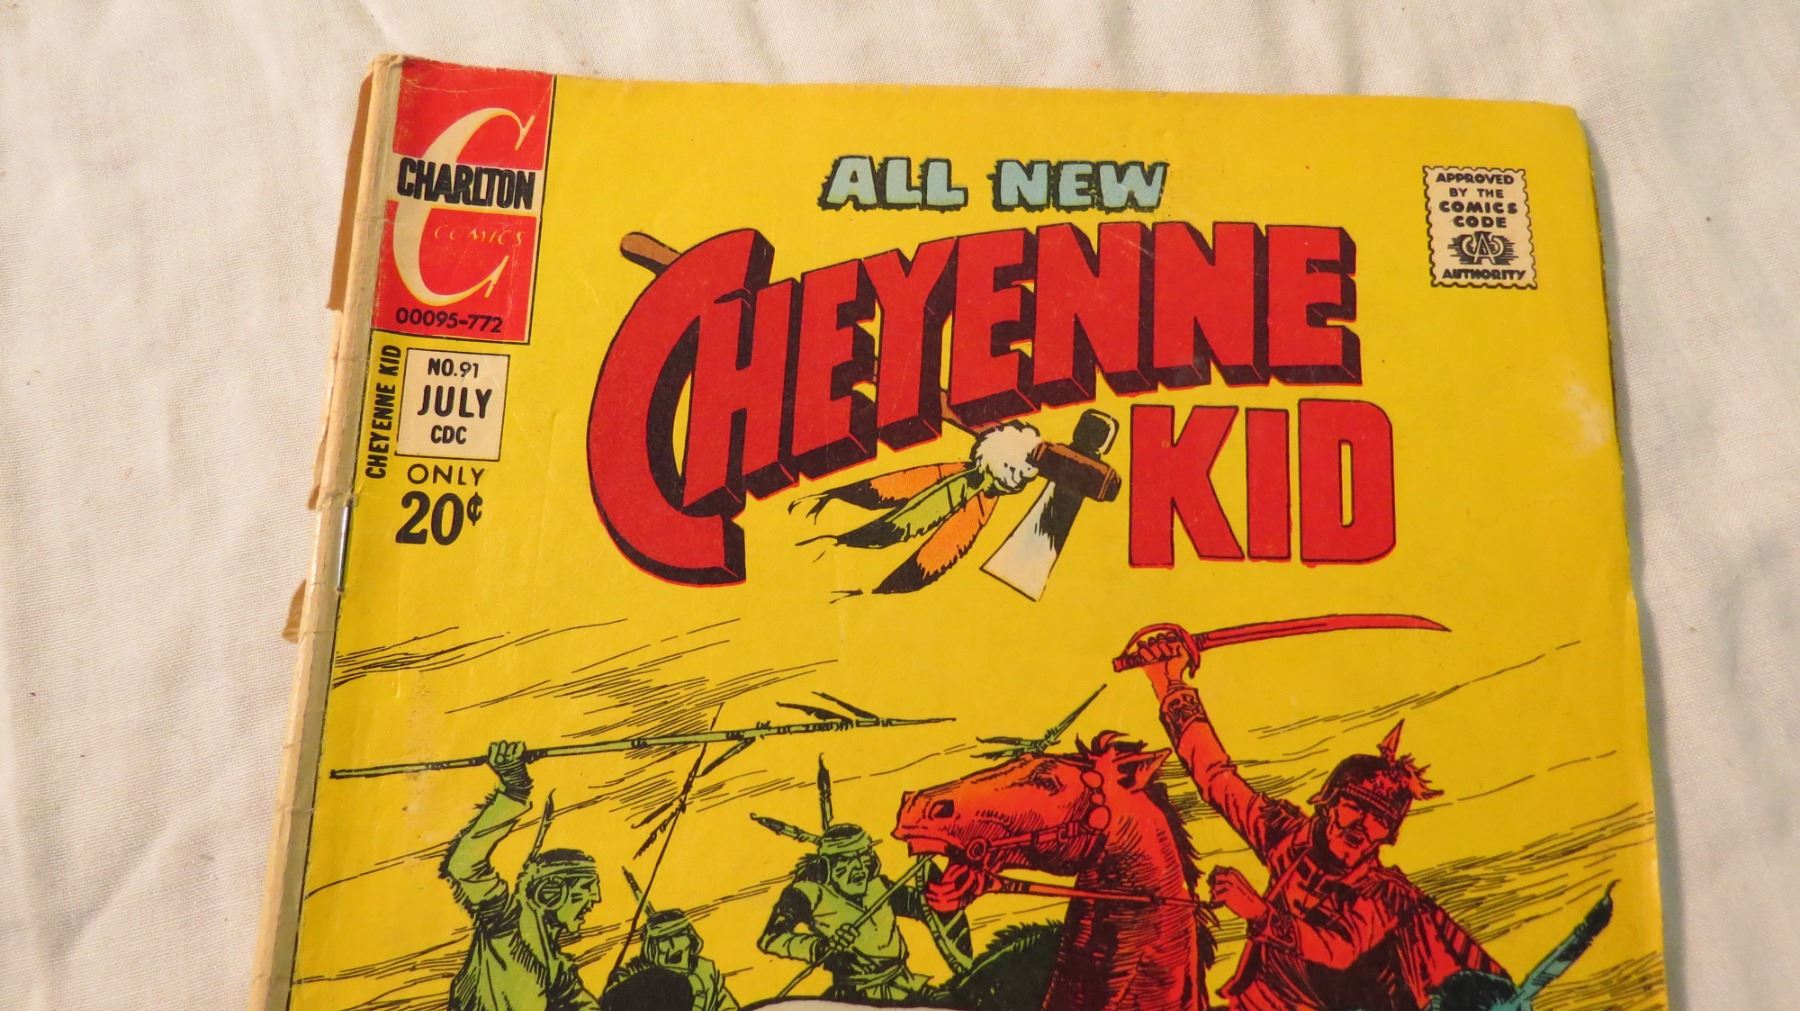 CHARLTON
COMICS
00095-772
CHEYENNE KID
NO.91
JULY
CDC
ONLY
20¢
ALL NEW
CHEYENNE
KID
APPROVED
BY THE
COMICS
CODE
CAC
AUTHORITY